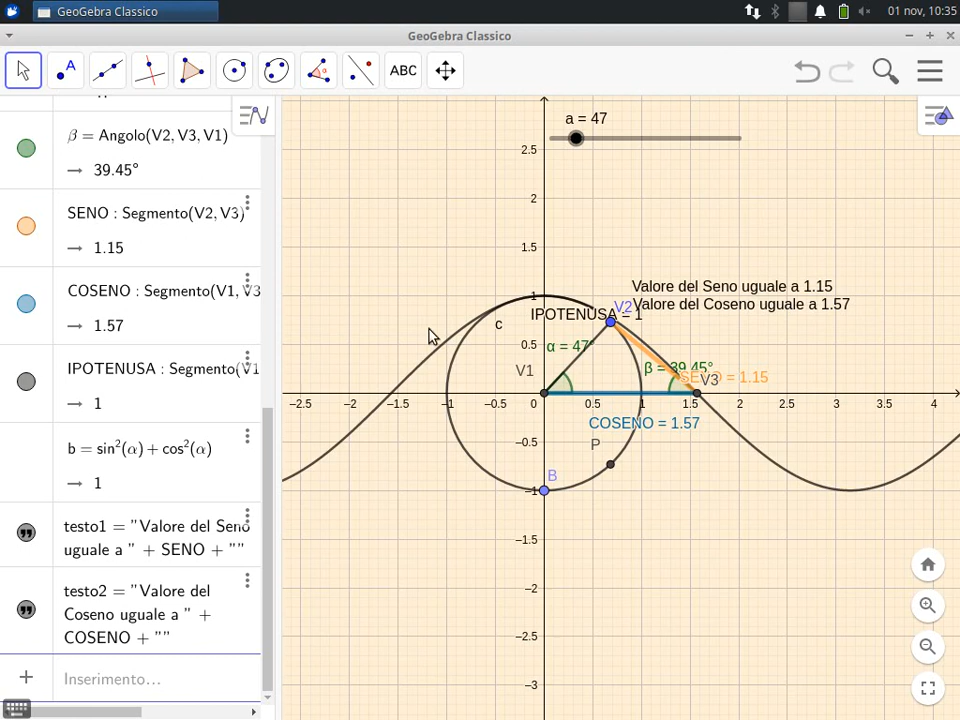 GeoGebra Classico
01 nov, 10:35
GeoGebra Classico
A
ABC
β = Angolo(V2, V3, V1)
→ 39.45°
SENO : Segmento(V2, V3)
→ 1.15
COSENO : Segmento(V1, V3
→ 1.57
IPOTENUSA : Segmento(V1
→ 1
b = sin²(α) + cos²(α)
→ 1
testo1 = "Valore del Seno
uguale a " + SENO + ""
testo2 = "Valore del
Coseno uguale a " +
COSENO + ""
Inserimento…
a = 47
2.5
2
1.5
1
0.5
−0.5
−1
−1.5
−2
−2.5
−3
−2.5 −2 −1.5 −1 −0.5 0 0.5 1 1.5 2 2.5 3 3.5 4
Valore del Seno uguale a 1.15
Valore del Coseno uguale a 1.57
V2
IPOTENUSA = 1
c
α = 47°
V1
β = 39.45°
SENO = 1.15
V3
COSENO = 1.57
P
B